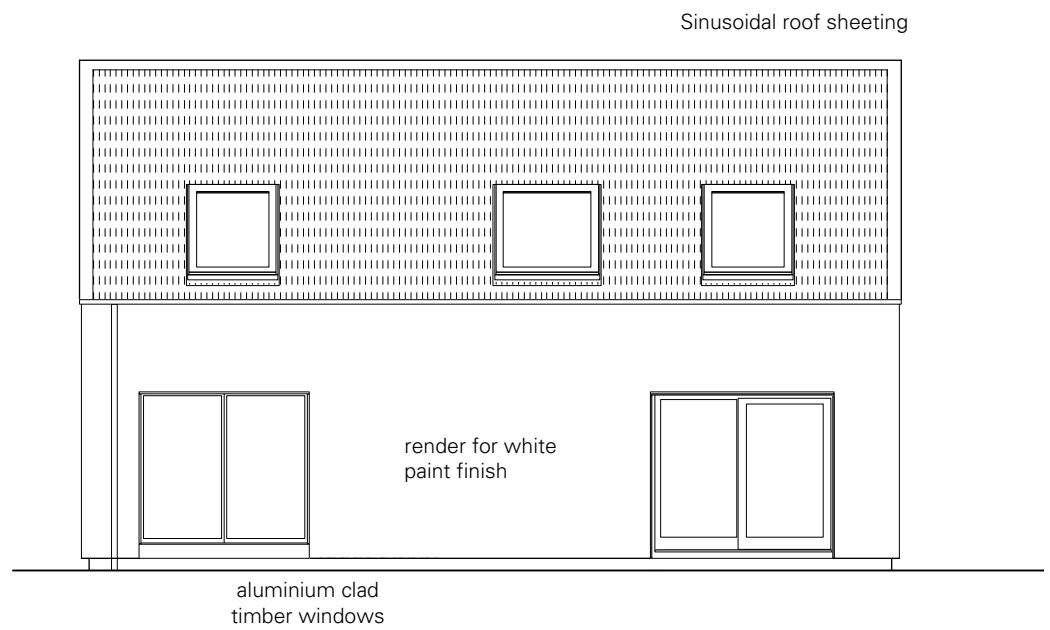 Sinusoidal roof sheeting
render for white
paint finish
aluminium clad
timber windows